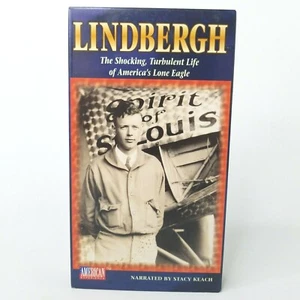 LINDBERGH
The Shocking, Turbulent Life
of America's Lone Eagle
Spirit
of
St Louis
AMERICAN
NARRATED BY STACY KEACH